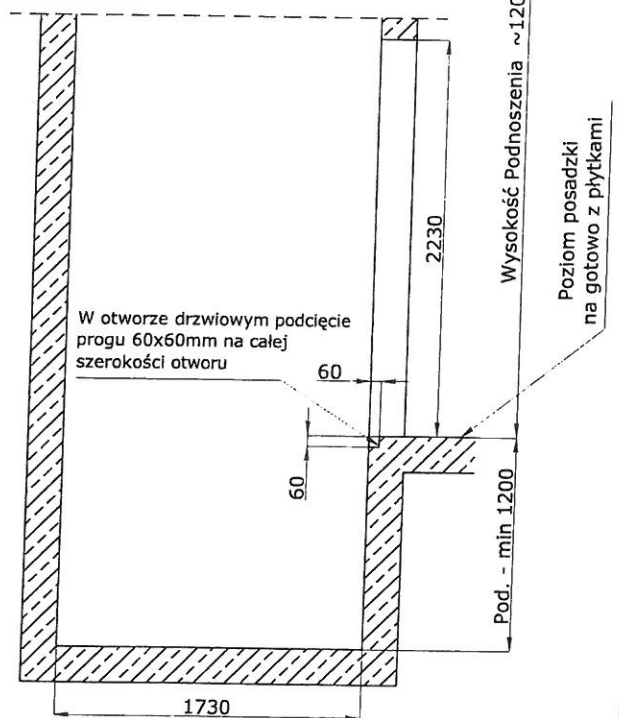 Wysokość Podnoszenia ~120
Poziom posadzki
na gotowo z płytkami
2230
W otworze drzwiowym podcięcie
progu 60x60mm na całej
szerokości otworu
60
60
Pod. - min 1200
1730